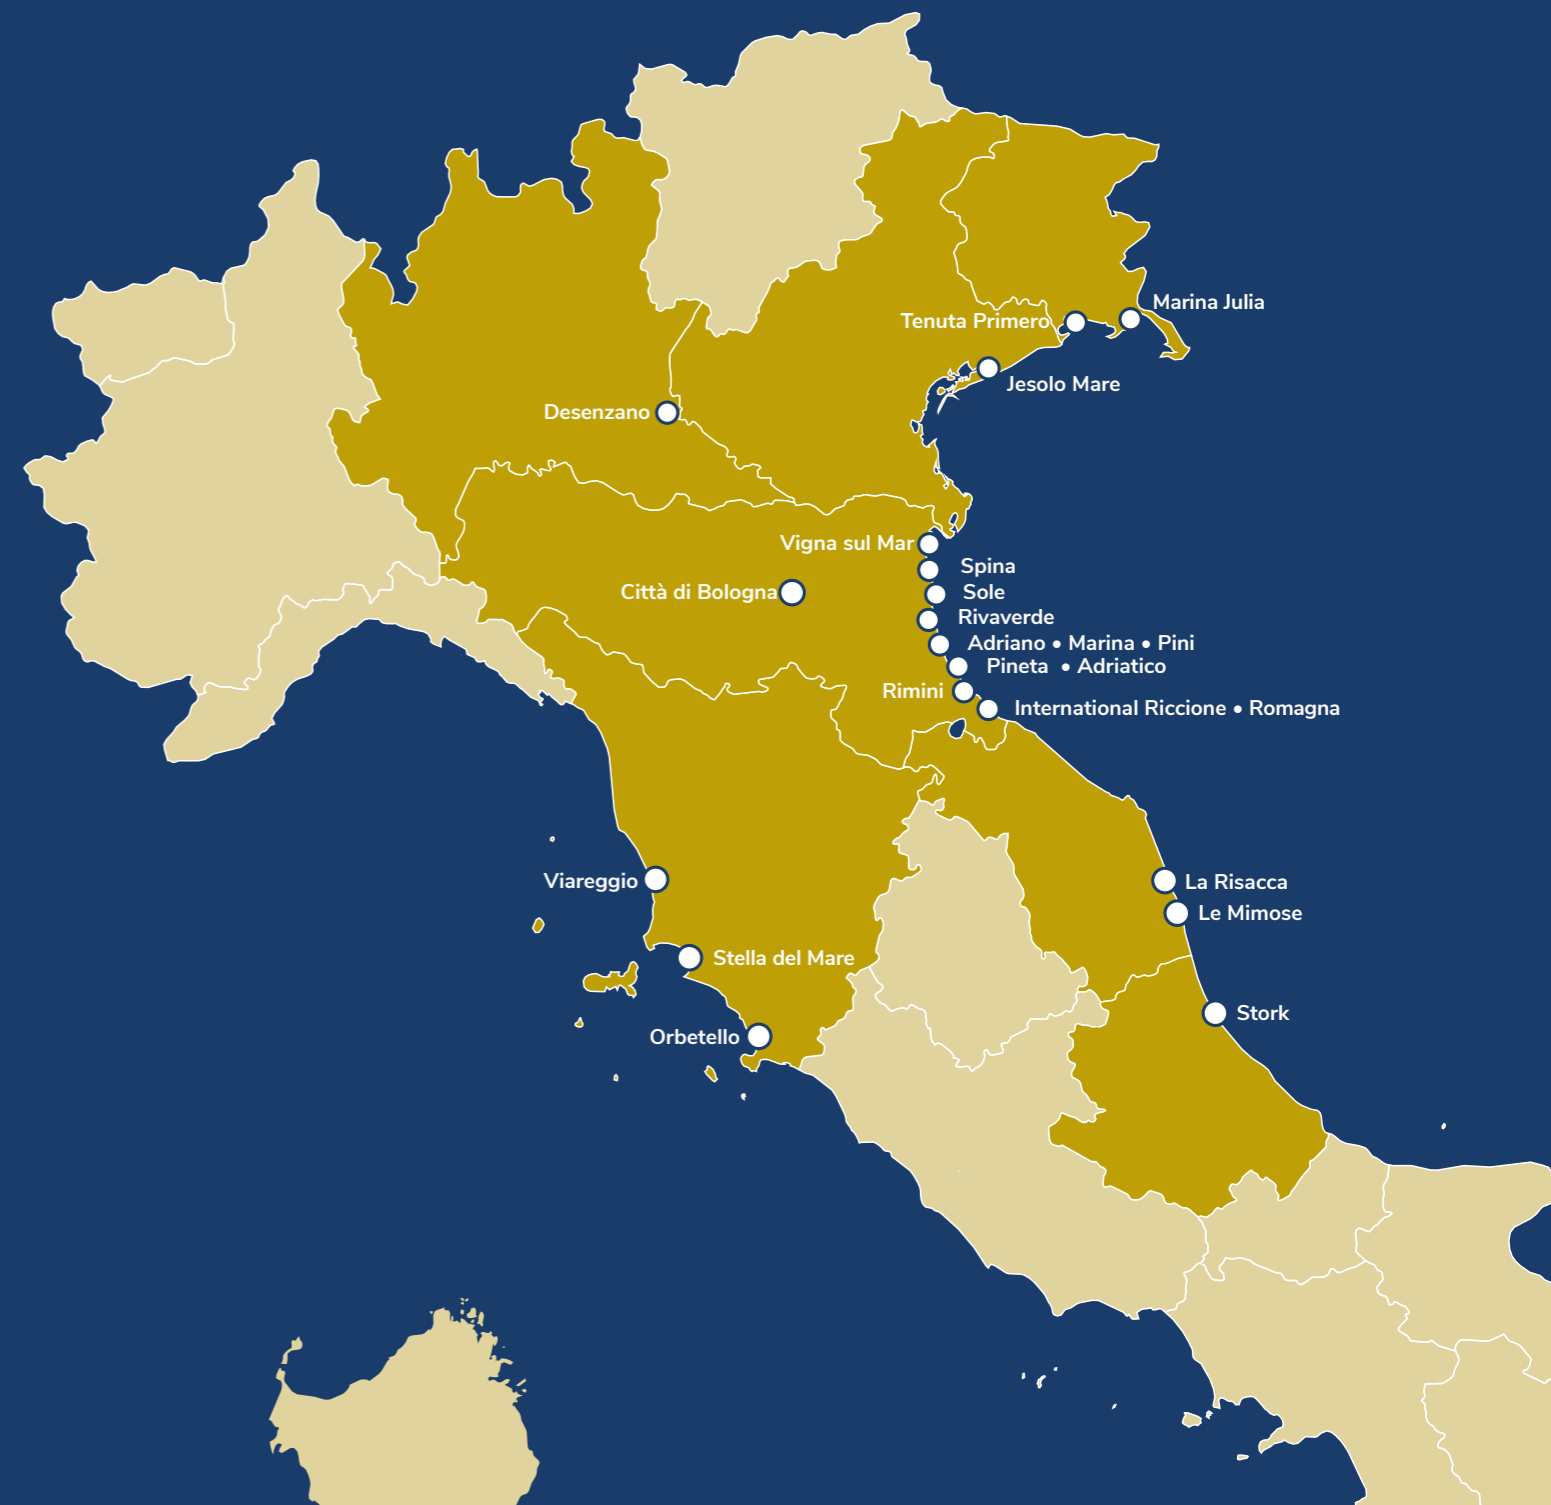 Marina Julia
Tenuta Primero
Jesolo Mare
Desenzano
Vigna sul Mar
Spina
Città di Bologna
Sole
Rivaverde
Adriano • Marina • Pini
Pineta • Adriatico
Rimini
International Riccione • Romagna
Viareggio
La Risacca
Le Mimose
Stella del Mare
Stork
Orbetello